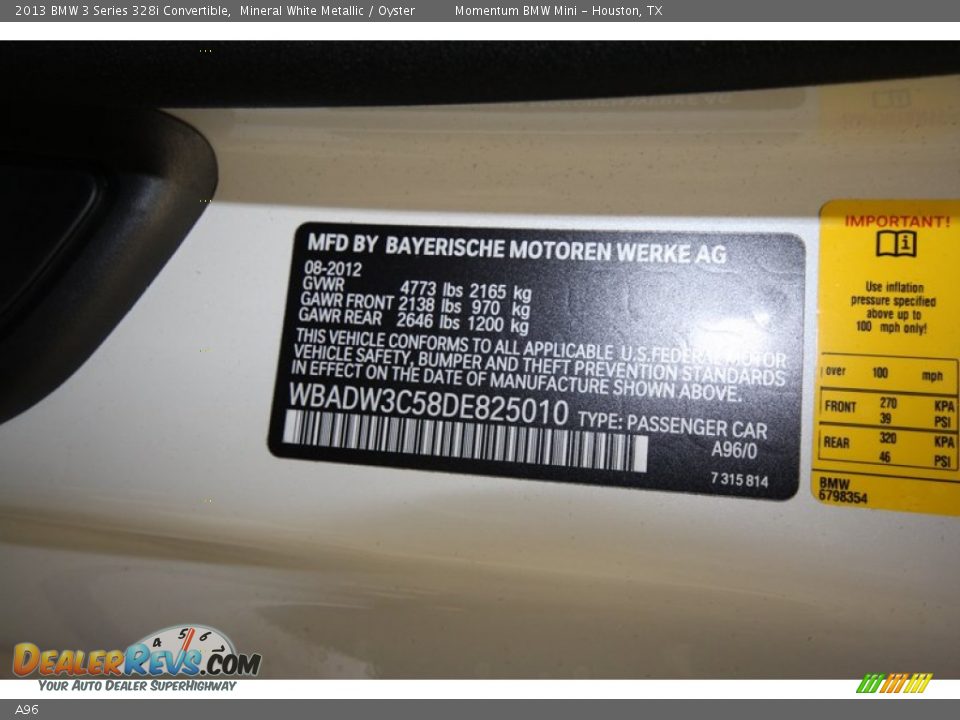 2013 BMW 3 Series 328i Convertible, Mineral White Metallic / Oyster Momentum BMW Mini - Houston, TX
MFD BY BAYERISCHE MOTOREN WERKE AG
08-2012
GVWR 4773 lbs 2165 kg
GAWR FRONT 2138 lbs 970 kg
GAWR REAR 2646 lbs 1200 kg
THIS VEHICLE CONFORMS TO ALL APPLICABLE U.S.FEDERAL MOTOR
VEHICLE SAFETY, BUMPER AND THEFT PREVENTION STANDARDS
IN EFFECT ON THE DATE OF MANUFACTURE SHOWN ABOVE.
WBADW3C58DE825010 TYPE: PASSENGER CAR
A96/0
7 315 814
IMPORTANT!
Use inflation
pressure specified
above up to
100 mph only!
over 100 mph
FRONT 270 KPA
39 PSI
REAR 320 KPA
46 PSI
BMW
6798354
4 5 6 7
DEALERREVS.COM
YOUR AUTO DEALER SUPERHIGHWAY
A96